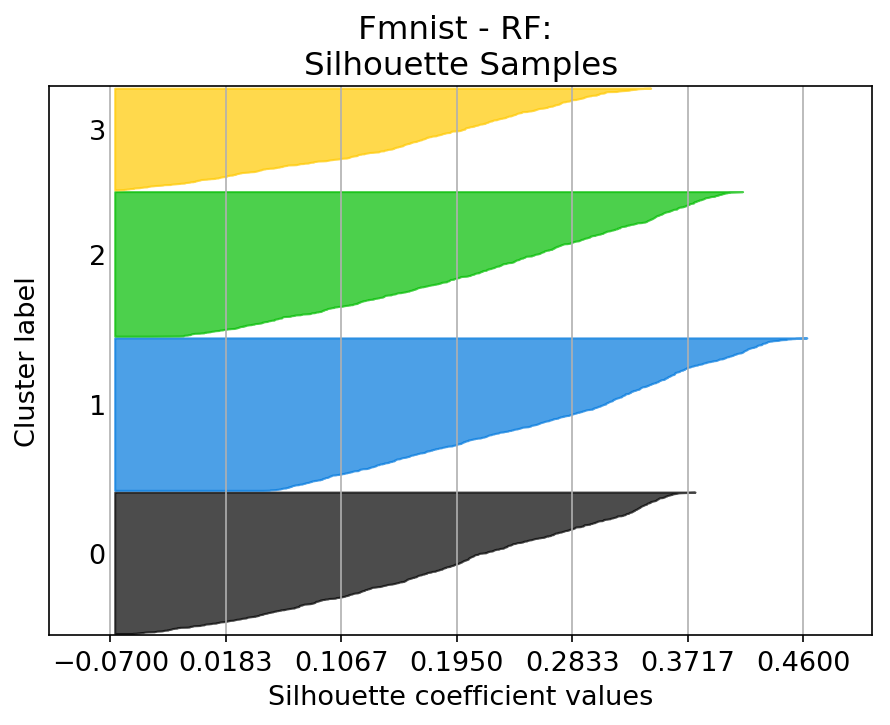 Fmnist - RF:
Silhouette Samples
Cluster label
3
2
1
0
−0.0700 0.0183 0.1067 0.1950 0.2833 0.3717 0.4600
Silhouette coefficient values